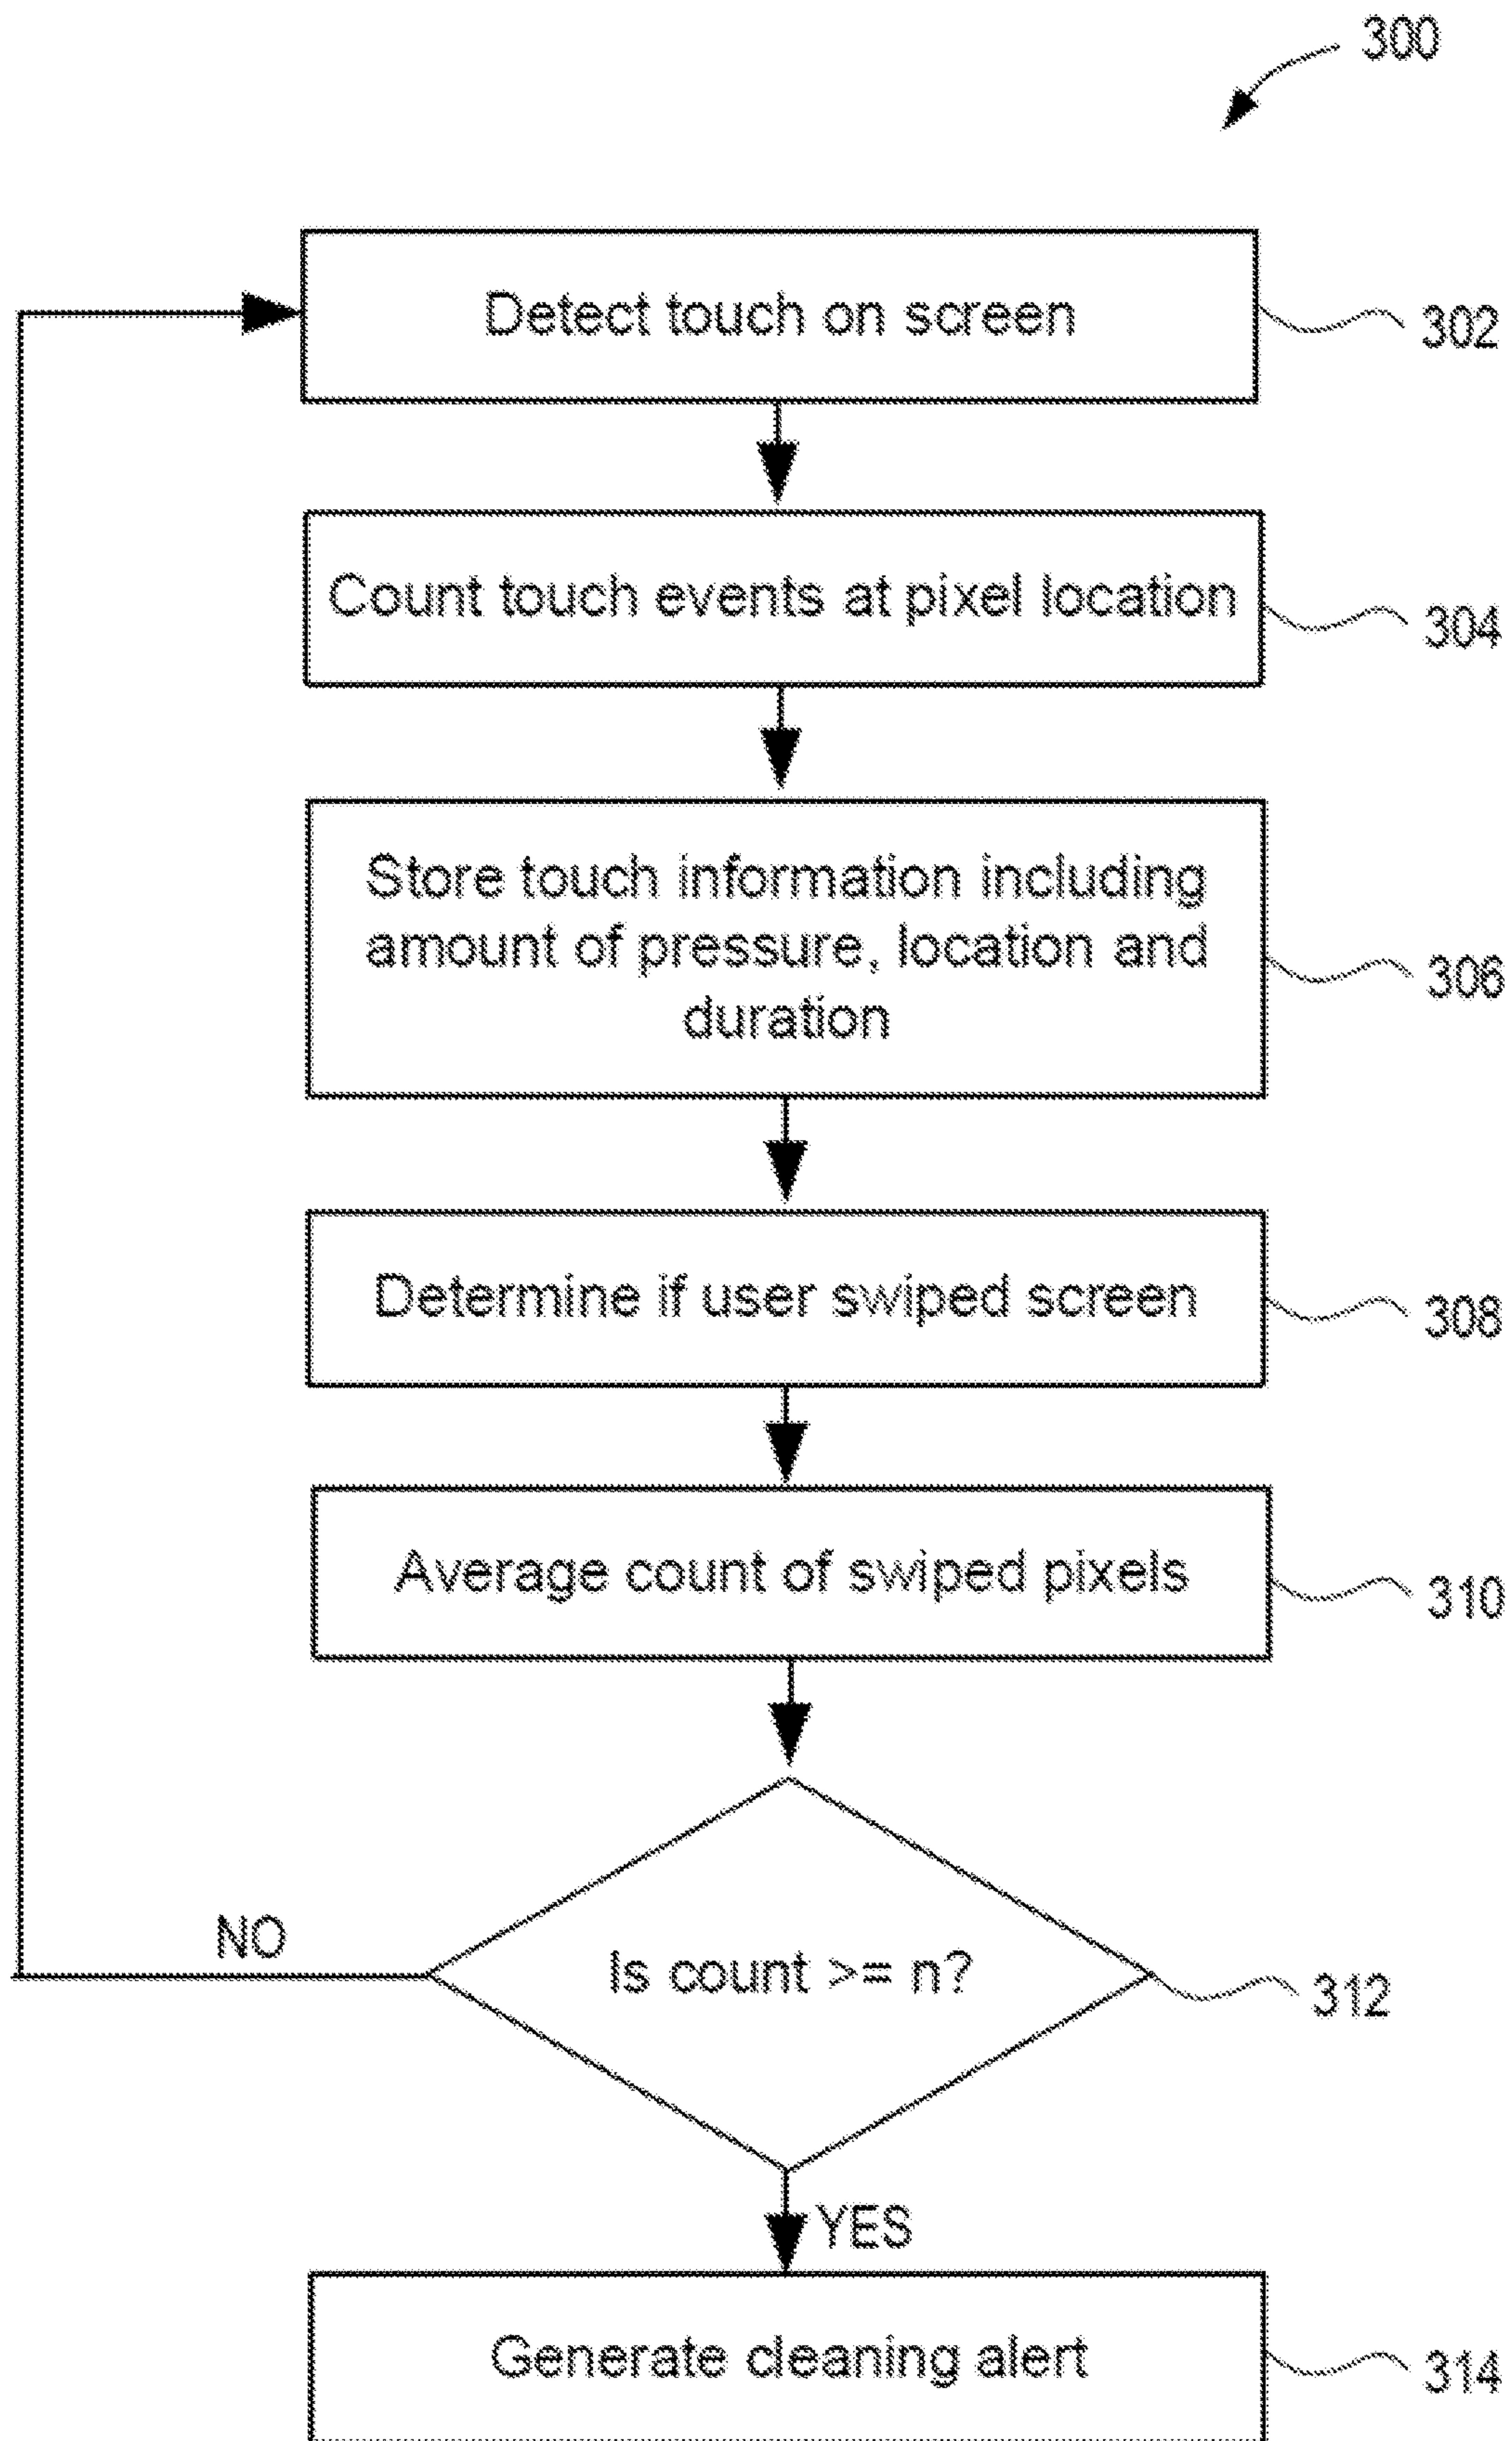 300
Detect touch on screen
302
Count touch events at pixel location
304
Store touch information including
amount of pressure, location and
duration
306
Determine if user swiped screen
308
Average count of swiped pixels
310
Is count >= n?
312
NO
YES
Generate cleaning alert
314